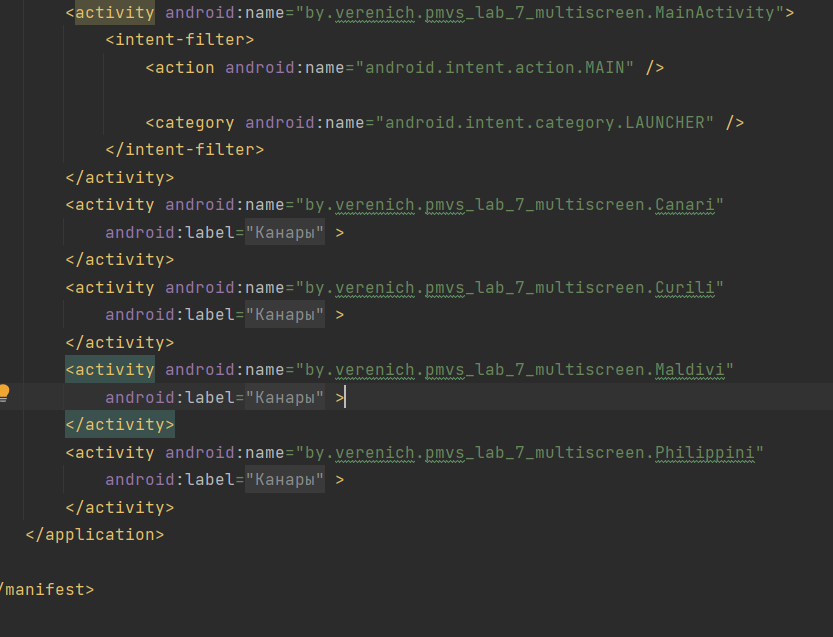 <activity android:name="by.verenich.pmvs_lab_7_multiscreen.MainActivity">
<intent-filter>
<action android:name="android.intent.action.MAIN" />
<category android:name="android.intent.category.LAUNCHER" />
</intent-filter>
</activity>
<activity android:name="by.verenich.pmvs_lab_7_multiscreen.Canari"
android:label="Канары" >
</activity>
<activity android:name="by.verenich.pmvs_lab_7_multiscreen.Curili"
android:label="Канары" >
</activity>
<activity android:name="by.verenich.pmvs_lab_7_multiscreen.Maldivi"
android:label="Канары" >
</activity>
<activity android:name="by.verenich.pmvs_lab_7_multiscreen.Philippini"
android:label="Канары" >
</activity>
</application>
/manifest>